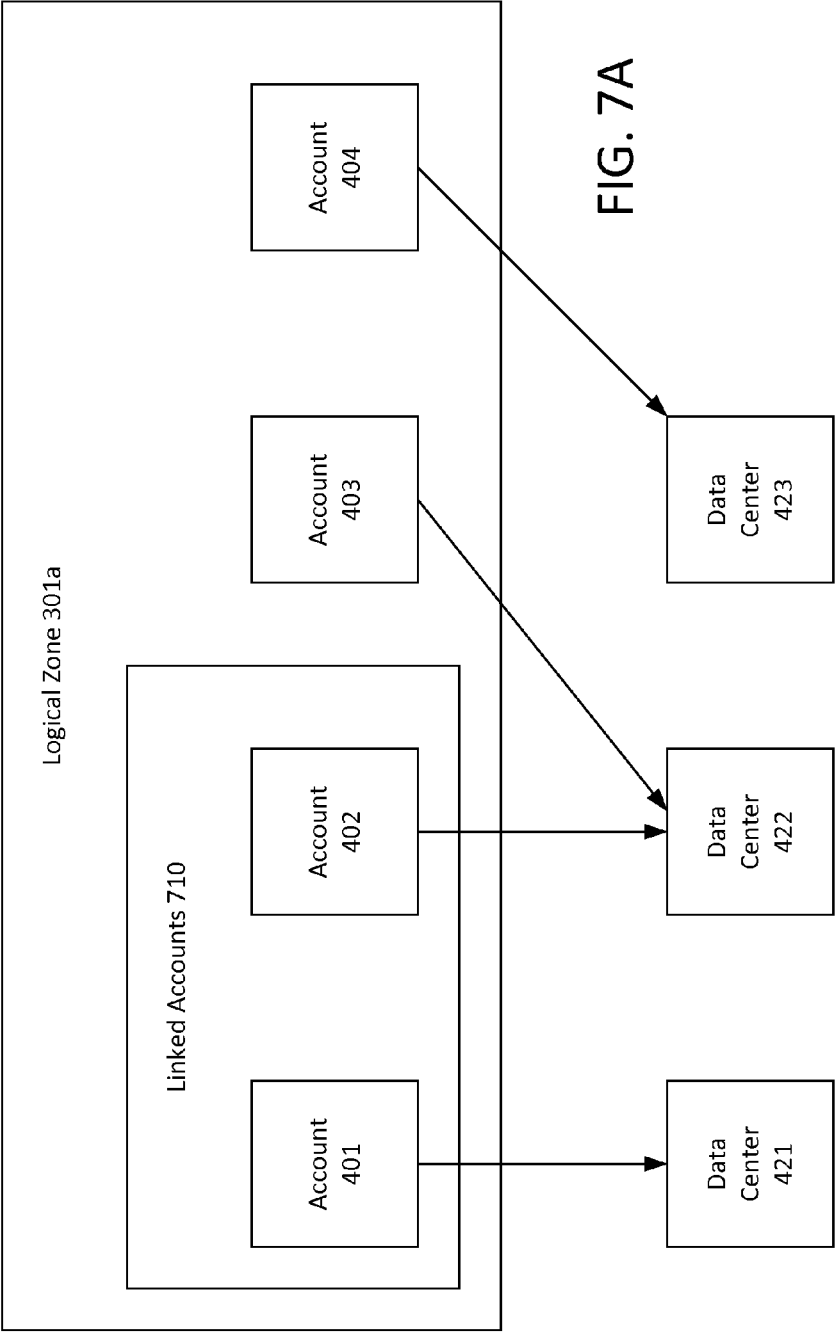 Logical Zone 301a
Linked Accounts 710
Account
401
Account
402
Account
403
Account
404
Data
Center
421
Data
Center
422
Data
Center
423
FIG. 7A